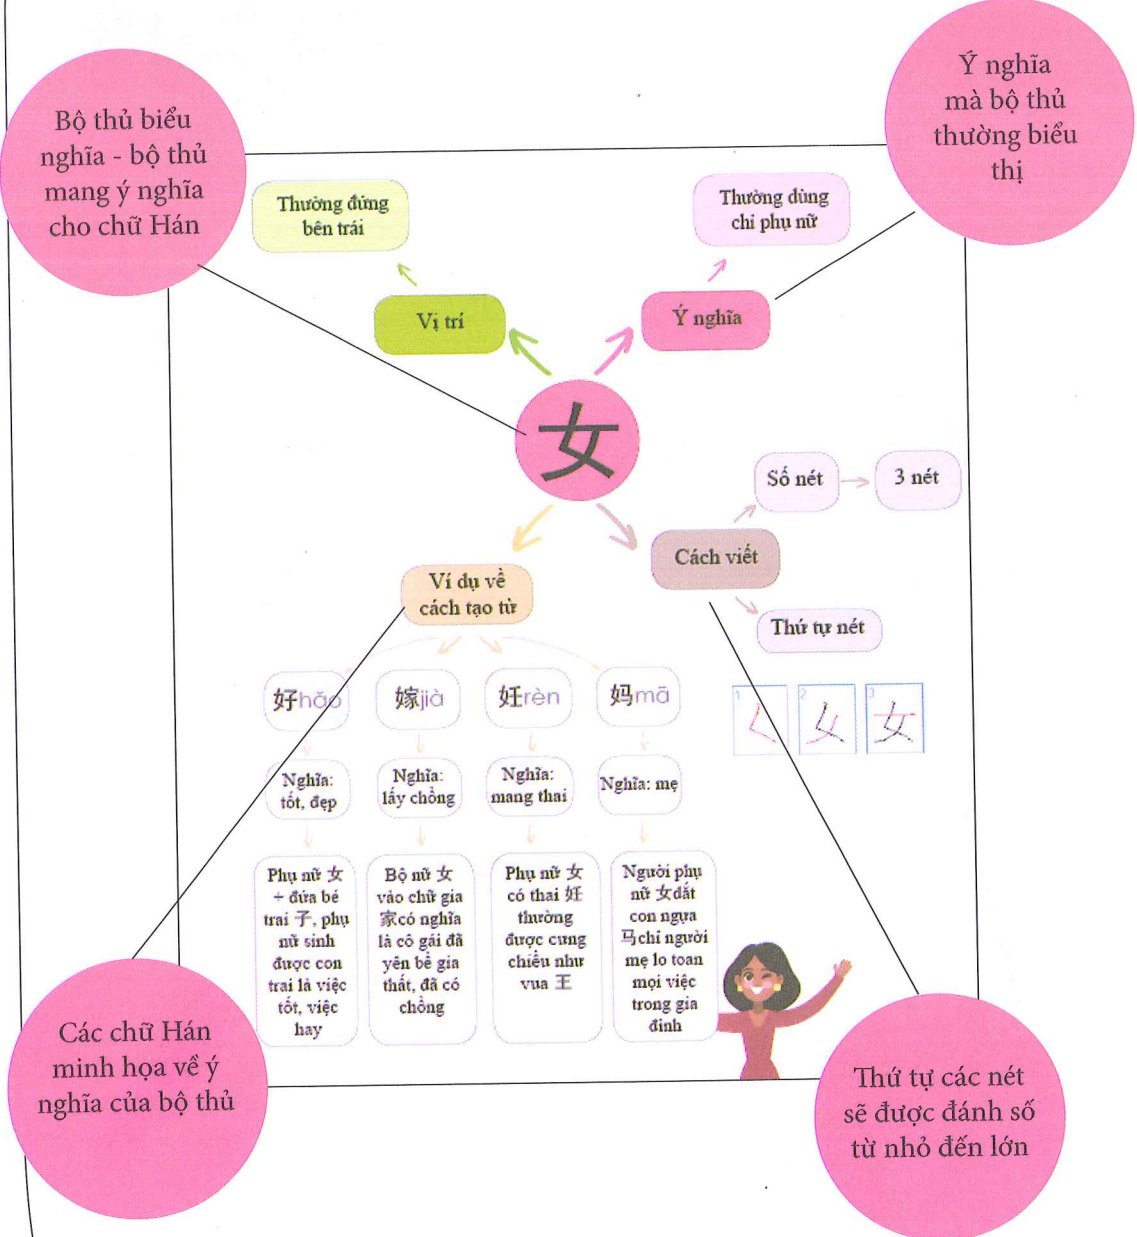 Bộ thủ biểu
nghĩa - bộ thủ
mang ý nghĩa
cho chữ Hán
Ý nghĩa
mà bộ thủ
thường biểu
thị
Thường đứng
bên trái
Thường dùng
chỉ phụ nữ
Vị trí
Ý nghĩa
女
Số nét
3 nét
Cách viết
Thứ tự nét
1
2
3
女
Ví dụ về
cách tạo từ
好hǎo
嫁jià
妊rèn
妈mā
Nghĩa:
tốt, đẹp
Nghĩa:
lấy chồng
Nghĩa:
mang thai
Nghĩa: mẹ
Phụ nữ 女
+ đứa bé
trai 子, phụ
nữ sinh
được con
trai là việc
tốt, việc
hay
Bộ nữ 女
vào chữ gia
家có nghĩa
là cô gái đã
yên bề gia
thất, đã có
chồng
Phụ nữ 女
có thai 妊
thường
được cưng
chiều như
vua 王
Người phụ
nữ 女dắt
con ngựa
马chỉ người
mẹ lo toan
mọi việc
trong gia
đình
Các chữ Hán
minh họa về ý
nghĩa của bộ thủ
Thứ tự các nét
sẽ được đánh số
từ nhỏ đến lớn